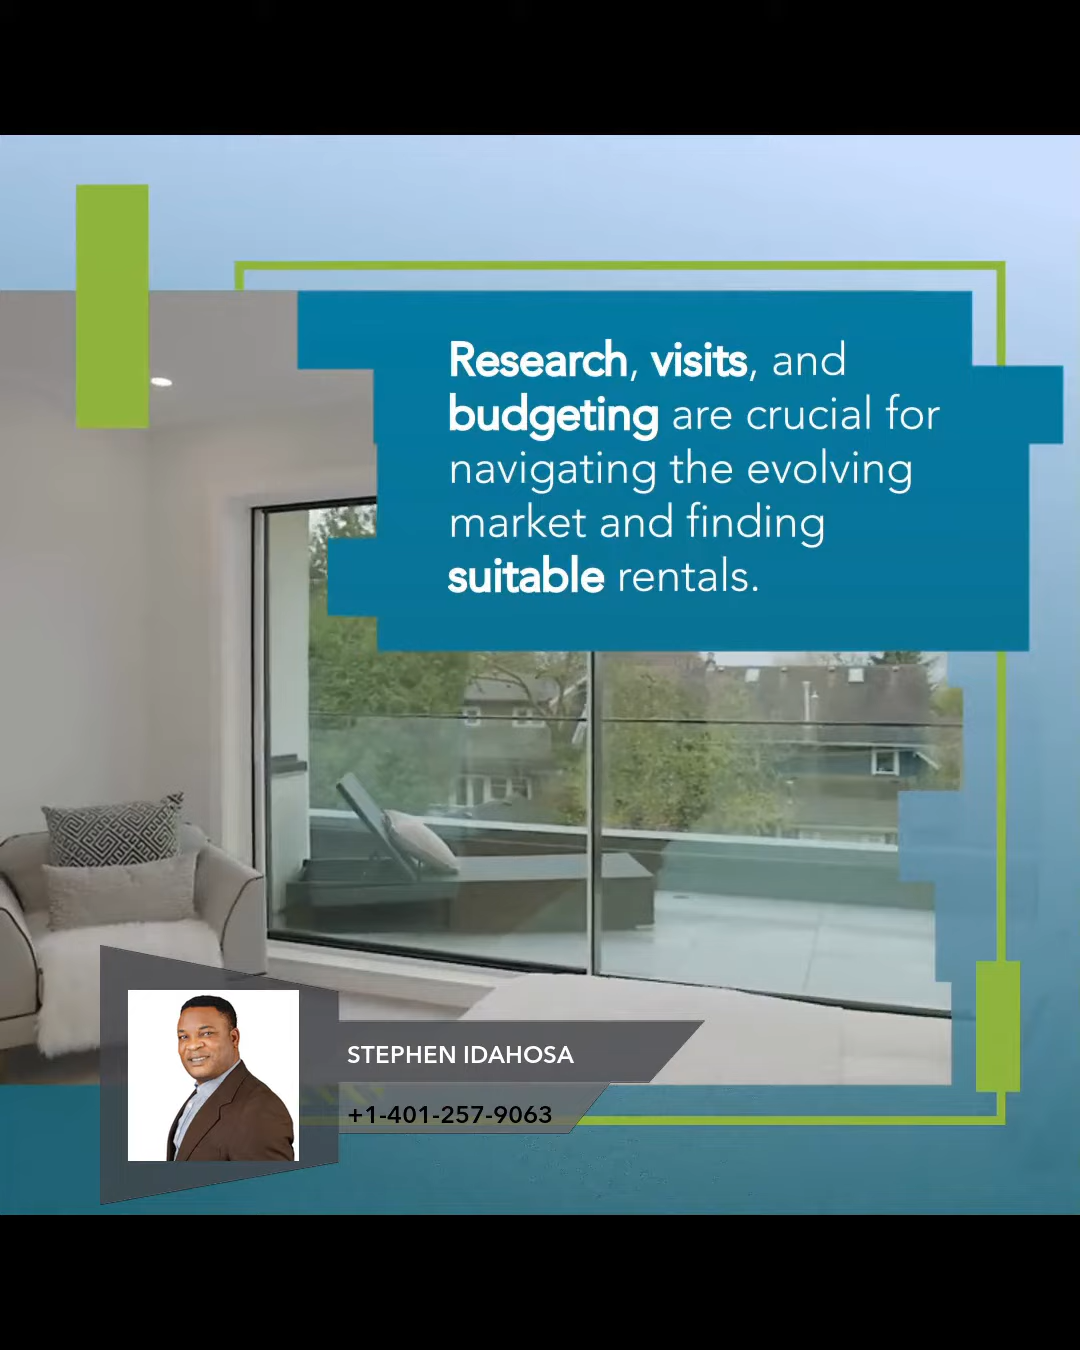 Research, visits, and
budgeting are crucial for
navigating the evolving
market and finding
suitable rentals.
STEPHEN IDAHOSA
+1-401-257-9063